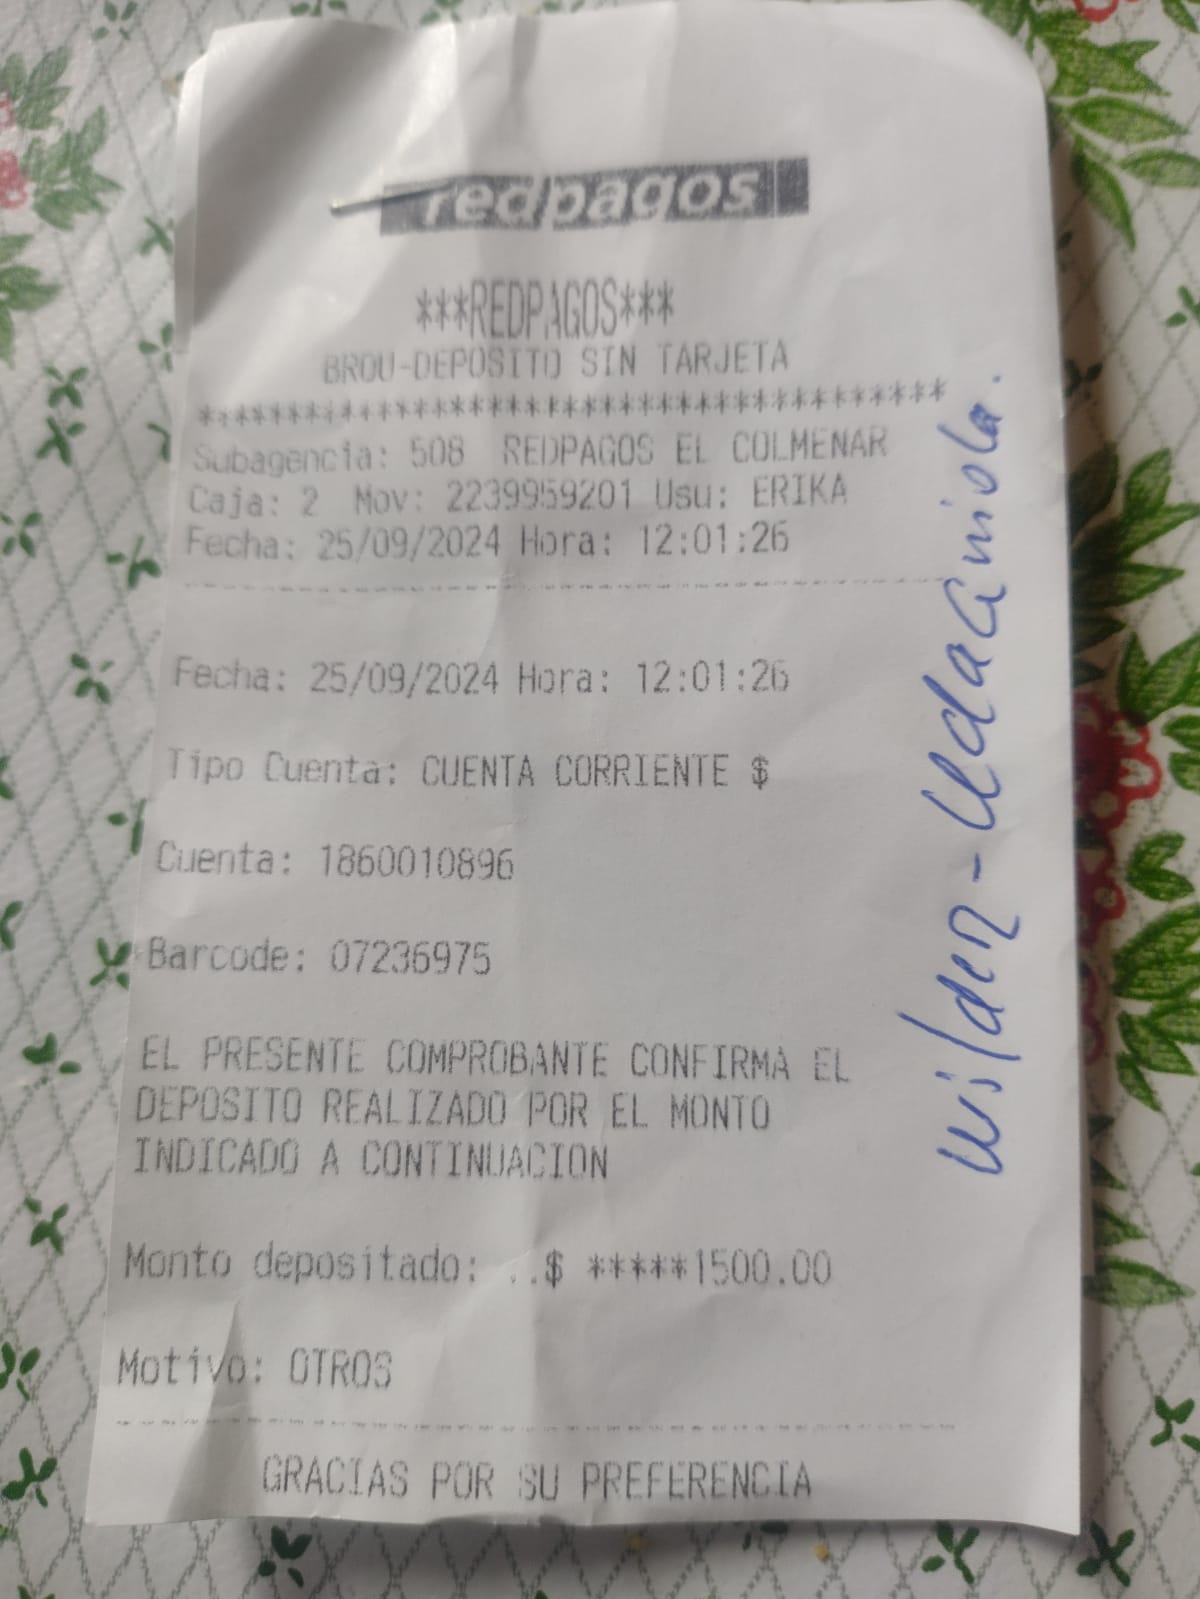 redpagos
***REDPAGOS***
BROU-DEPOSITO SIN TARJETA
****************************************
Subagencia: 508 REDPAGOS EL COLMENAR
Caja: 2 Mov: 2239959201 Usu: ERIKA
Fecha: 25/09/2024 Hora: 12:01:26
Fecha: 25/09/2024 Hora: 12:01:26
Tipo Cuenta: CUENTA CORRIENTE $
Cuenta: 1860010896
Barcode: 07236975
EL PRESENTE COMPROBANTE CONFIRMA EL
DEPOSITO REALIZADO POR EL MONTO
INDICADO A CONTINUACION
Monto depositado: ..$ *****1500.00
Motivo: OTROS
GRACIAS POR SU PREFERENCIA